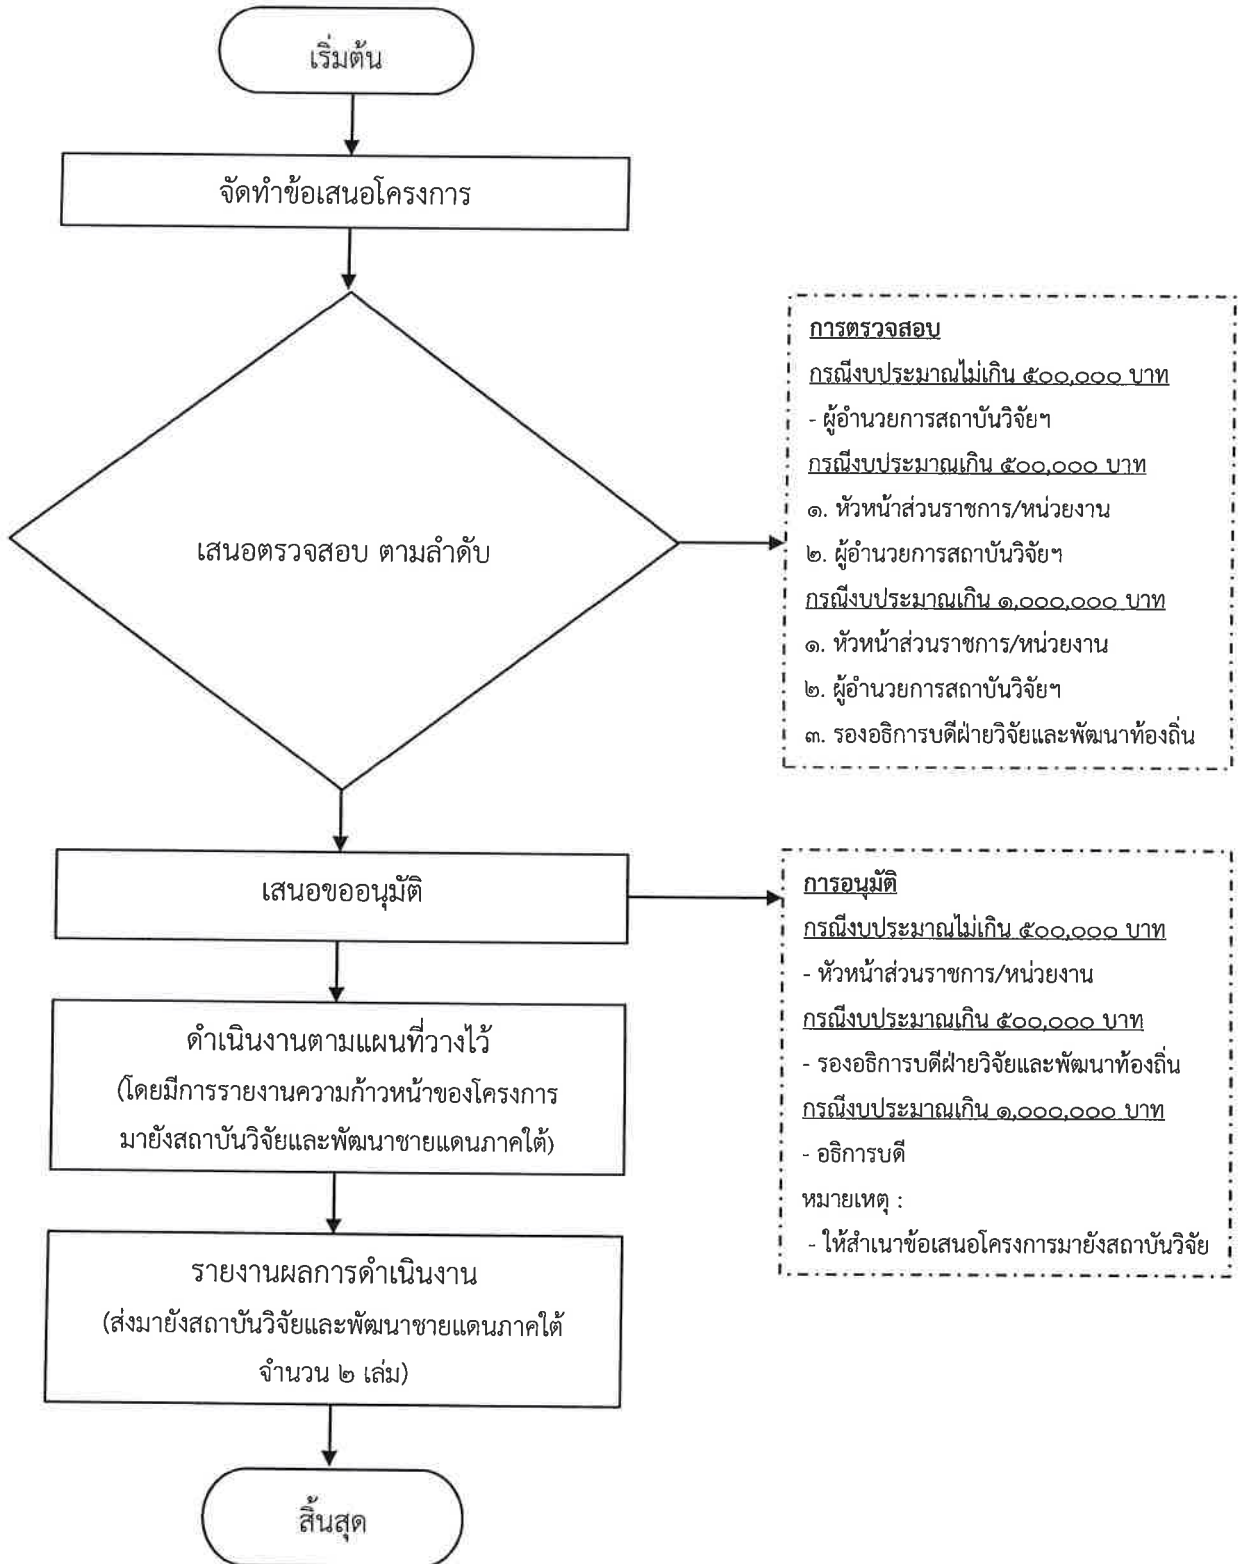 เริ่มต้น
จัดทำข้อเสนอโครงการ
เสนอตรวจสอบ ตามลำดับ
การตรวจสอบ
กรณีงบประมาณไม่เกิน ๕๐๐,๐๐๐ บาท
- ผู้อำนวยการสถาบันวิจัยฯ
กรณีงบประมาณเกิน ๕๐๐,๐๐๐ บาท
๑. หัวหน้าส่วนราชการ/หน่วยงาน
๒. ผู้อำนวยการสถาบันวิจัยฯ
กรณีงบประมาณเกิน ๑,๐๐๐,๐๐๐ บาท
๑. หัวหน้าส่วนราชการ/หน่วยงาน
๒. ผู้อำนวยการสถาบันวิจัยฯ
๓. รองอธิการบดีฝ่ายวิจัยและพัฒนาท้องถิ่น
เสนอขออนุมัติ
การอนุมัติ
กรณีงบประมาณไม่เกิน ๕๐๐,๐๐๐ บาท
- หัวหน้าส่วนราชการ/หน่วยงาน
กรณีงบประมาณเกิน ๕๐๐,๐๐๐ บาท
- รองอธิการบดีฝ่ายวิจัยและพัฒนาท้องถิ่น
กรณีงบประมาณเกิน ๑,๐๐๐,๐๐๐ บาท
- อธิการบดี
หมายเหตุ :
- ให้สำเนาข้อเสนอโครงการมายังสถาบันวิจัย
ดำเนินงานตามแผนที่วางไว้
(โดยมีการรายงานความก้าวหน้าของโครงการ
มายังสถาบันวิจัยและพัฒนาชายแดนภาคใต้)
รายงานผลการดำเนินงาน
(ส่งมายังสถาบันวิจัยและพัฒนาชายแดนภาคใต้
จำนวน ๒ เล่ม)
สิ้นสุด